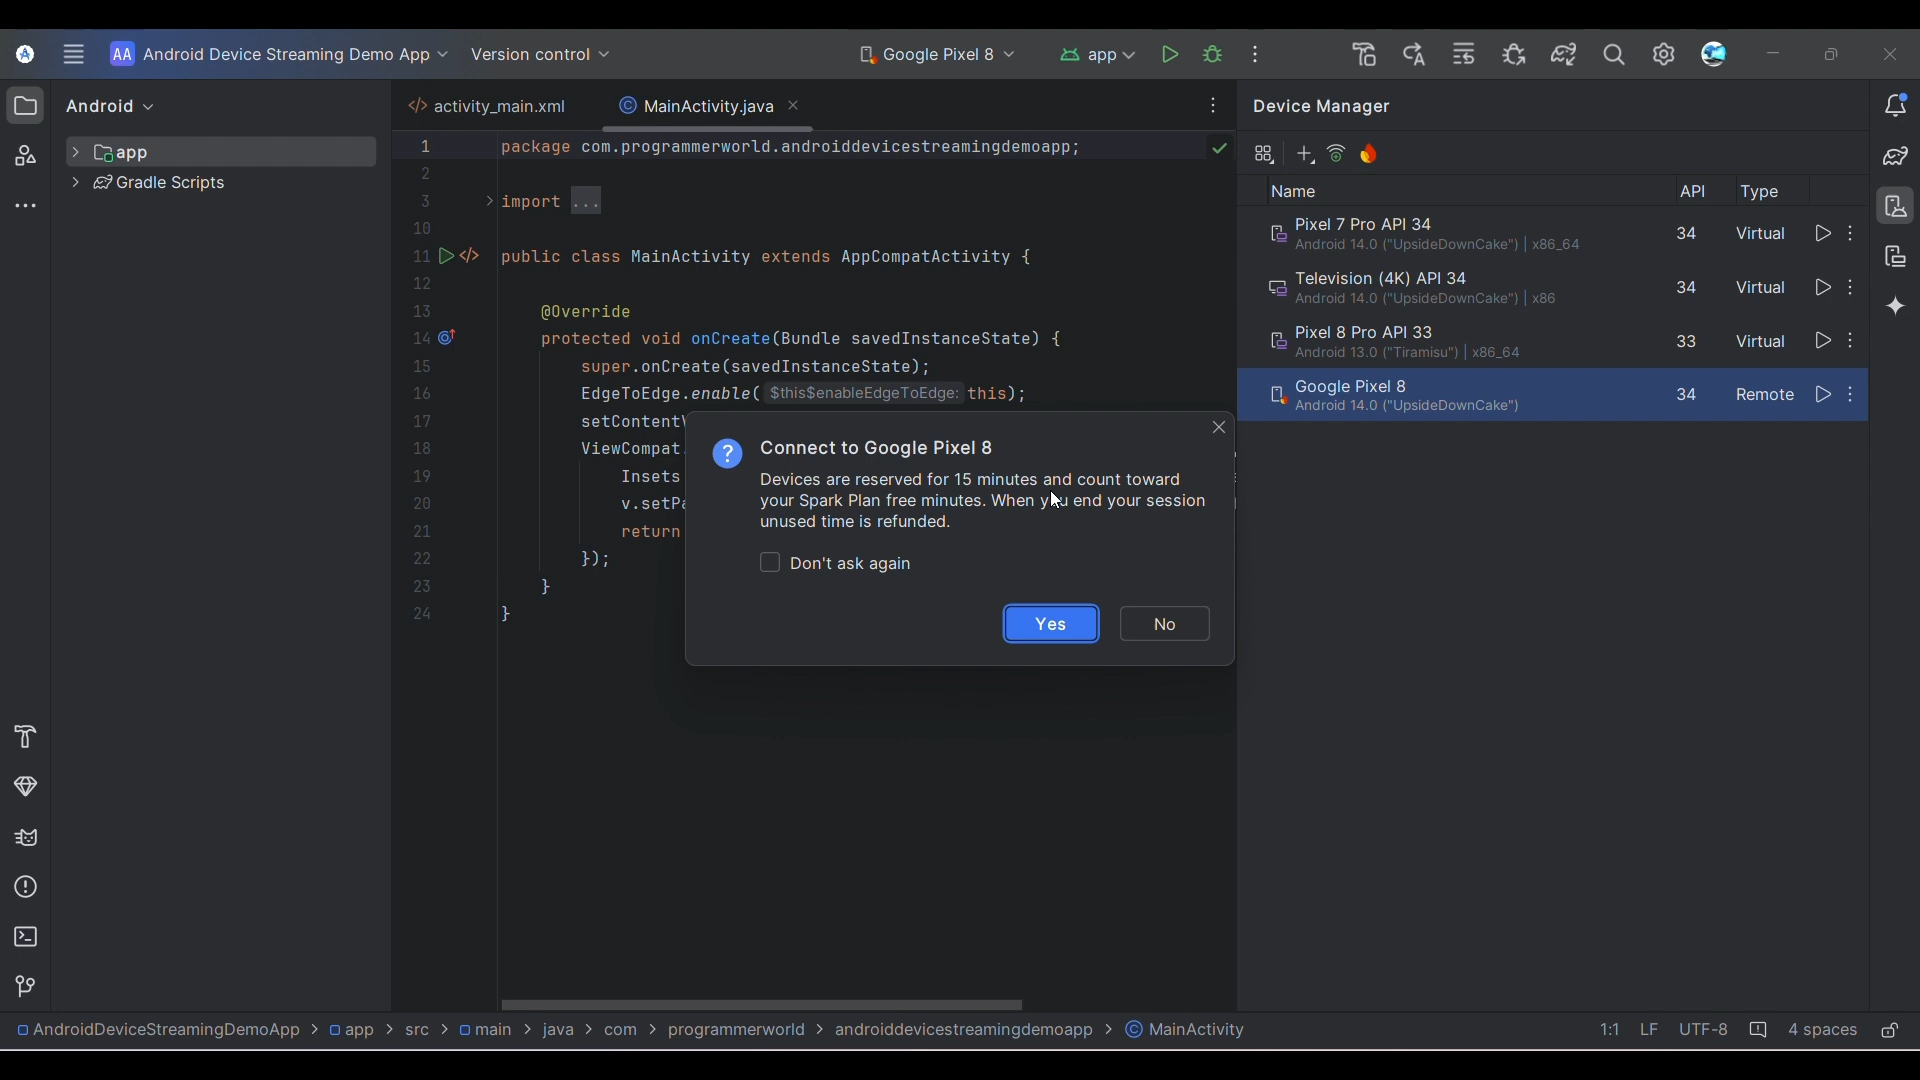 AA Android Device Streaming Demo App Version control Google Pixel 8 app
Android
app
Gradle Scripts
activity_main.xml MainActivity.java
1 package com.programmerworld.androiddevicestreamingdemoapp;
2
3 import ...
10
11 public class MainActivity extends AppCompatActivity {
12
13 @Override
14 protected void onCreate(Bundle savedInstanceState) {
15 super.onCreate(savedInstanceState);
16 EdgeToEdge.enable( $this$enableEdgeToEdge: this);
17 setContent
18 ViewCompat.
19 Insets
20 v.setPa
21 return
22 });
23 }
24 }
Connect to Google Pixel 8
Devices are reserved for 15 minutes and count toward
your Spark Plan free minutes. When you end your session
unused time is refunded.
Don't ask again
Yes No
Device Manager
Name API Type
Pixel 7 Pro API 34
Android 14.0 ("UpsideDownCake") | x86_64
34 Virtual
Television (4K) API 34
Android 14.0 ("UpsideDownCake") | x86
34 Virtual
Pixel 8 Pro API 33
Android 13.0 ("Tiramisu") | x86_64
33 Virtual
Google Pixel 8
Android 14.0 ("UpsideDownCake")
34 Remote
AndroidDeviceStreamingDemoApp > app > src > main > java > com > programmerworld > androiddevicestreamingdemoapp > MainActivity
1:1 LF UTF-8 4 spaces